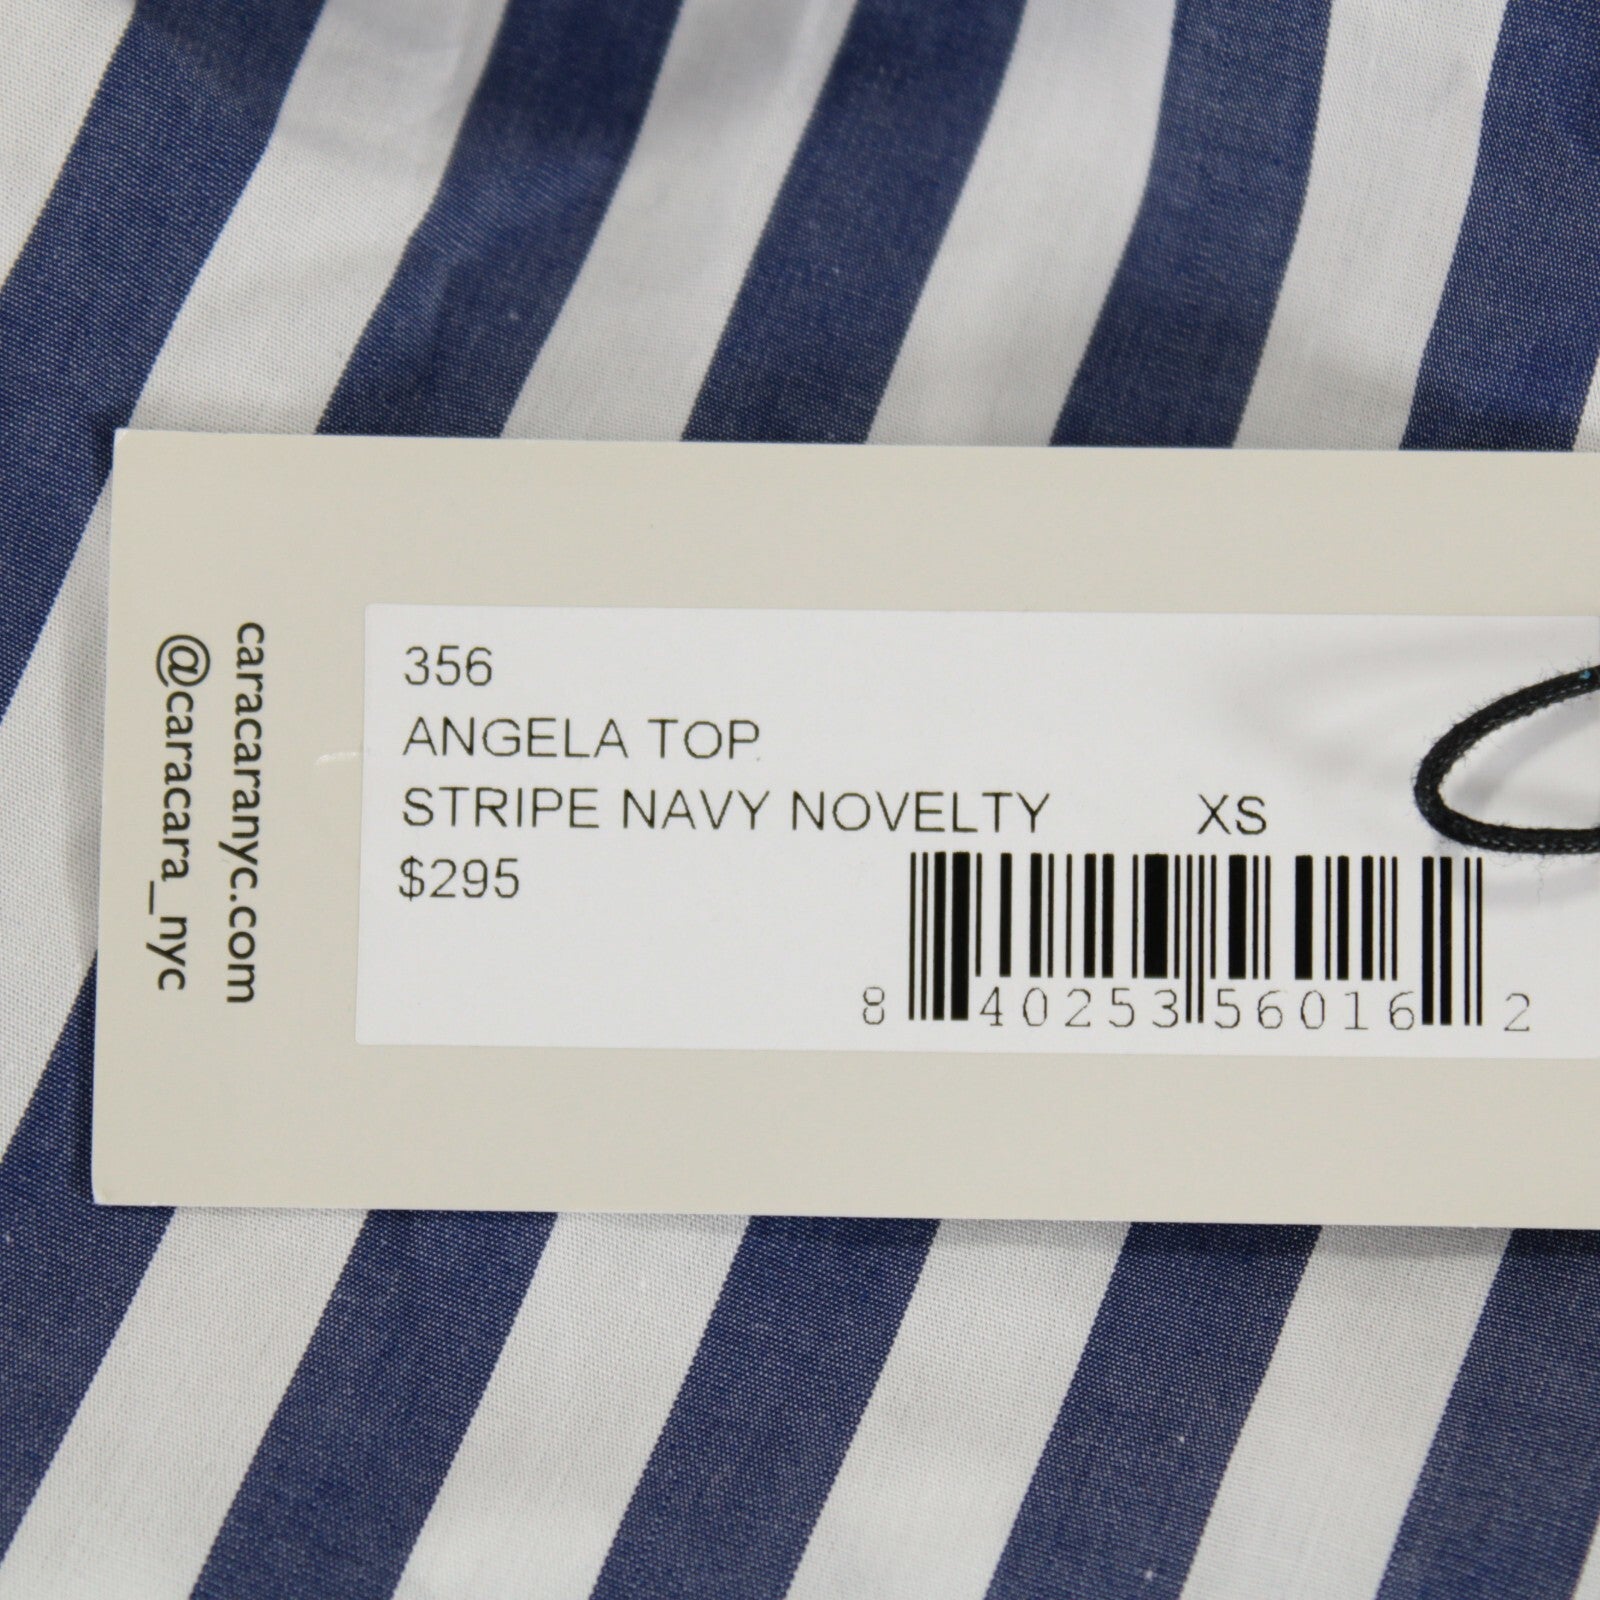 caracaranyc.com
@caracara_nyc
356
ANGELA TOP
STRIPE NAVY NOVELTY XS
$295
8 40253 56016 2